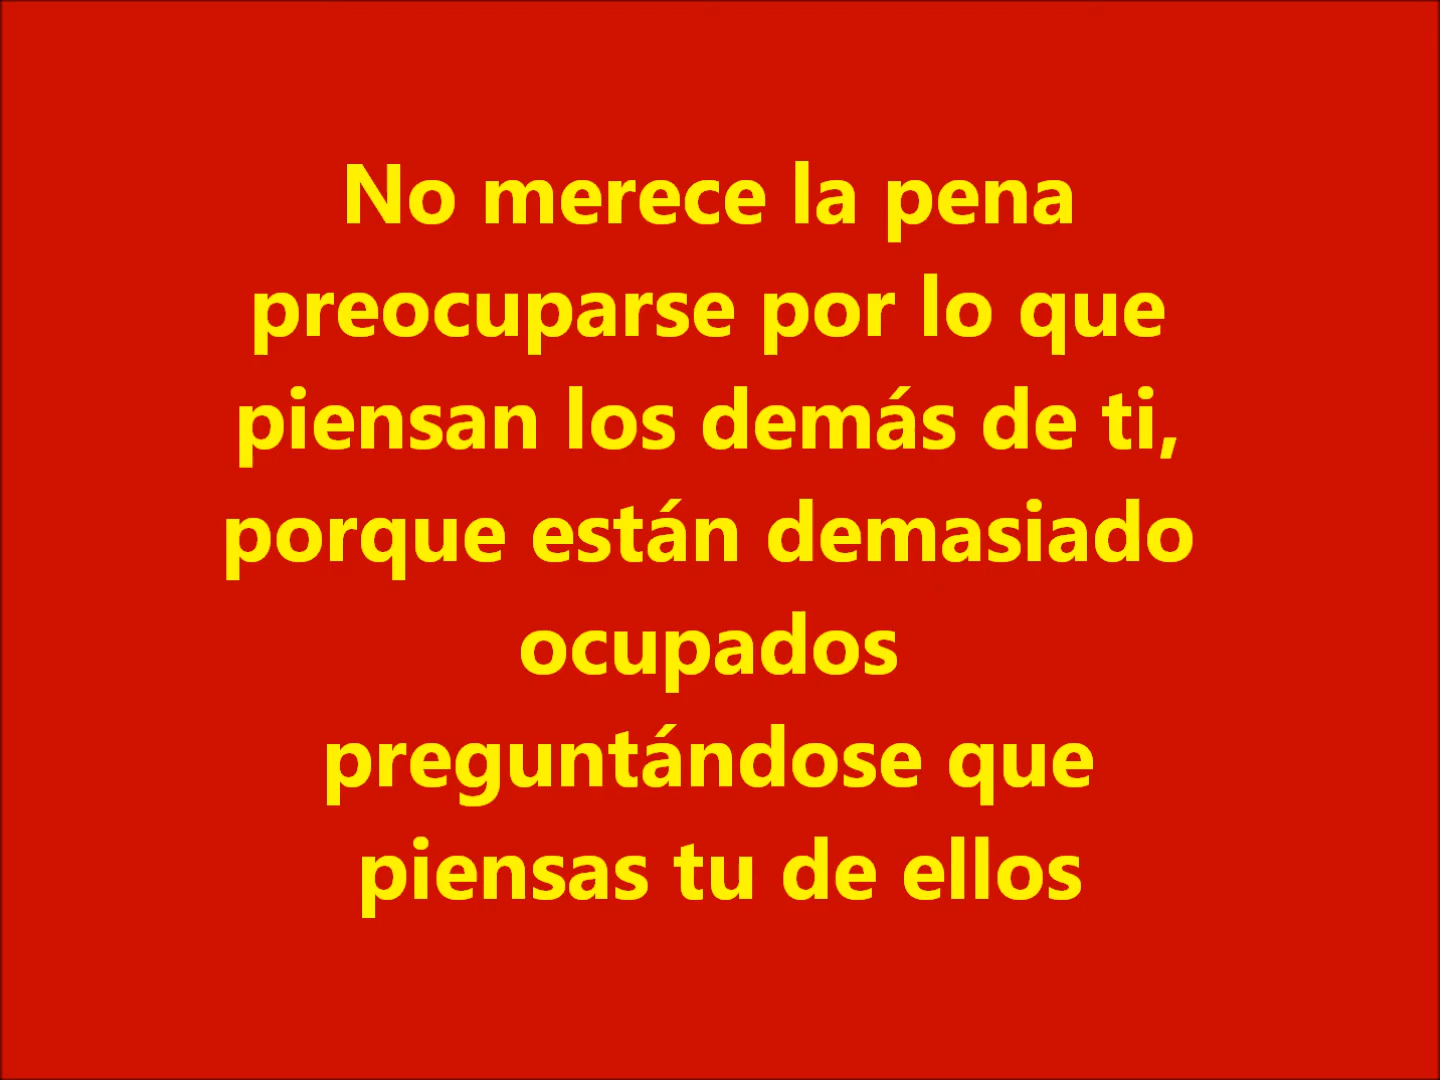 No merece la pena
preocuparse por lo que
piensan los demás de ti,
porque están demasiado
ocupados
preguntándose que
piensas tu de ellos